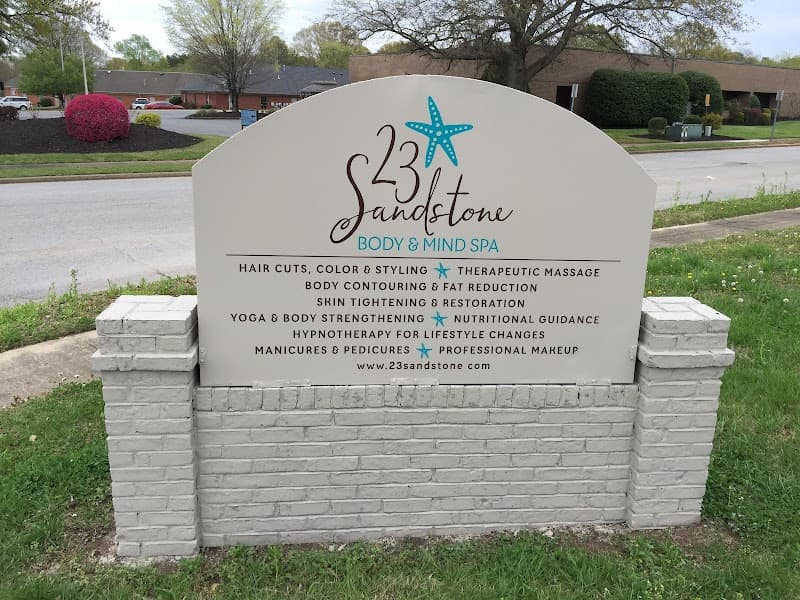 23
Sandstone
BODY & MIND SPA
HAIR CUTS, COLOR & STYLING THERAPEUTIC MASSAGE
BODY CONTOURING & FAT REDUCTION
SKIN TIGHTENING & RESTORATION
YOGA & BODY STRENGTHENING NUTRITIONAL GUIDANCE
HYPNOTHERAPY FOR LIFESTYLE CHANGES
MANICURES & PEDICURES PROFESSIONAL MAKEUP
www.23sandstone.com